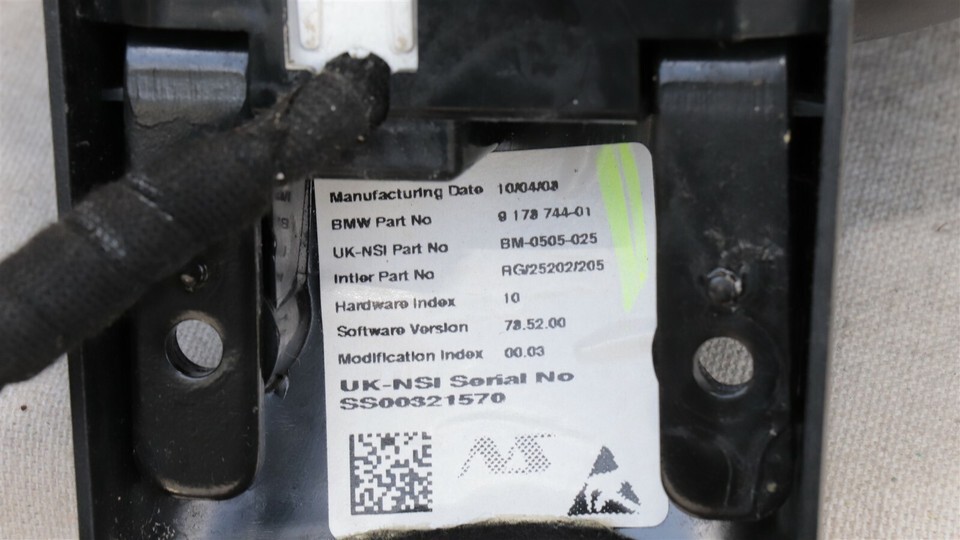 Manufacturing Date 10/04/08
BMW Part No 9 178 744-01
UK-NSI Part No BM-0505-025
Intier Part No RG/25202/205
Hardware Index 10
Software Version 78.52.00
Modification Index 00.03
UK-NSI Serial No
SS00321570